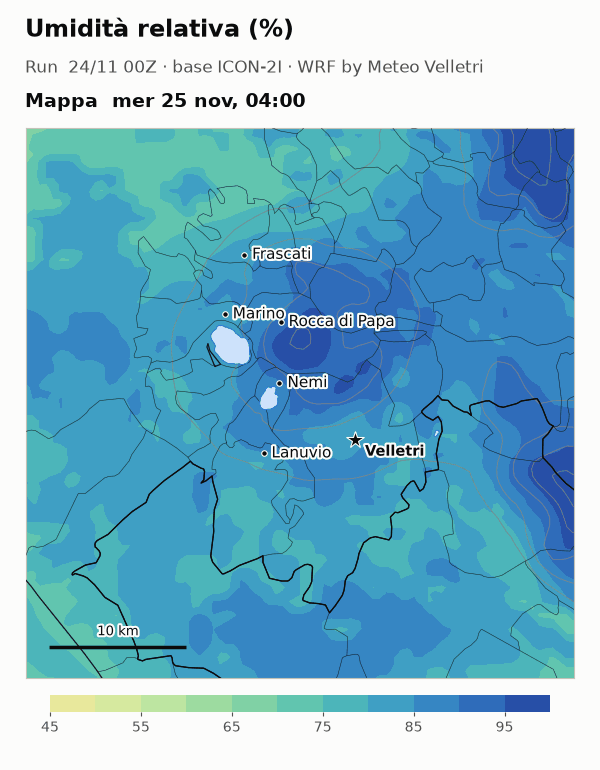 Umidità relativa (%)
Run  24/11 00Z · base ICON-2I · WRF by Meteo Velletri
Mappa  mer 25 nov, 04:00
Frascati
Marino
Rocca di Papa
Nemi
Velletri
Lanuvio
10 km
45 55 65 75 85 95